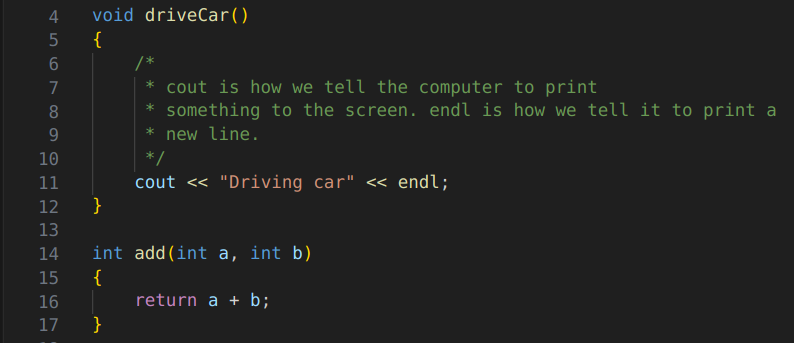 4 void driveCar()
5 {
6     /*
7      * cout is how we tell the computer to print
8      * something to the screen. endl is how we tell it to print a
9      * new line.
10      */
11     cout << "Driving car" << endl;
12 }
13
14 int add(int a, int b)
15 {
16     return a + b;
17 }